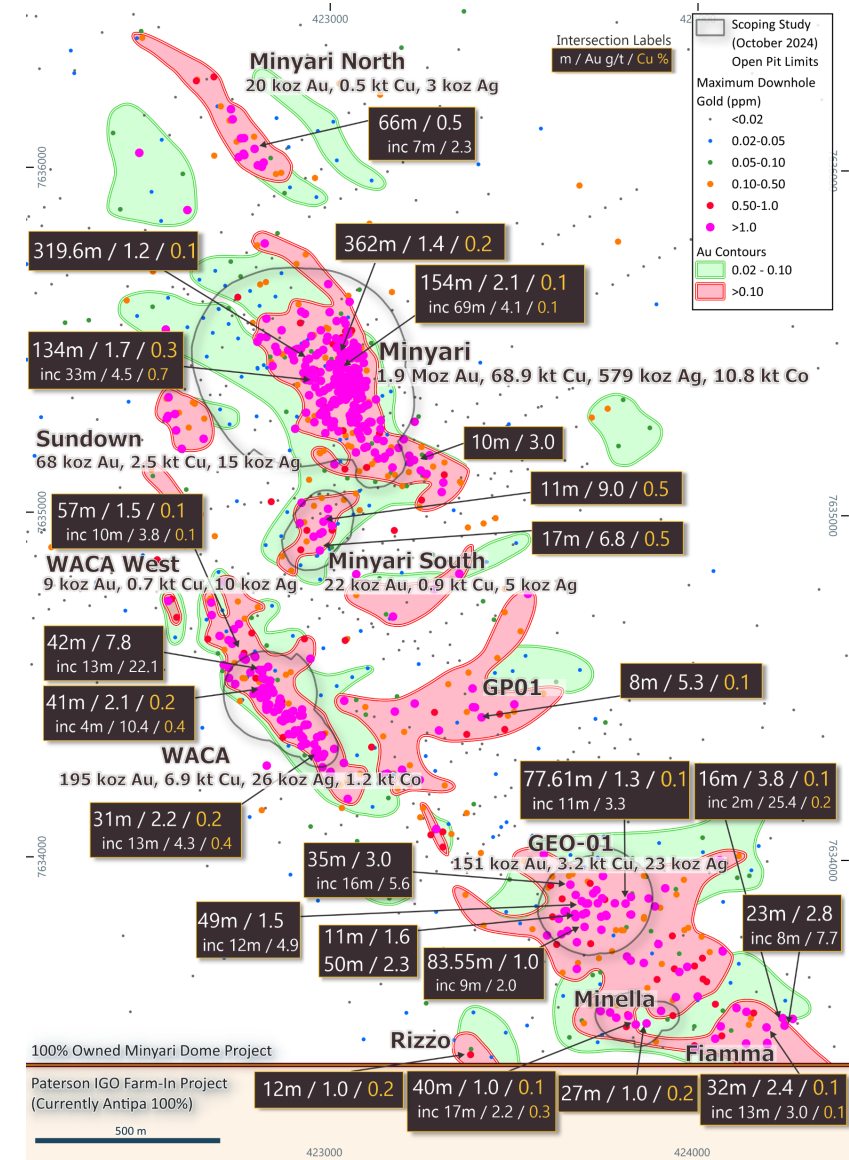 423000
42
Intersection Labels
m / Au g/t / Cu %
Scoping Study
(October 2024)
Open Pit Limits
Maximum Downhole
Gold (ppm)
<0.02
0.02-0.05
0.05-0.10
0.10-0.50
0.50-1.0
>1.0
Au Contours
0.02 - 0.10
>0.10
Minyari North
20 koz Au, 0.5 kt Cu, 3 koz Ag
66m / 0.5
inc 7m / 2.3
7636000
319.6m / 1.2 / 0.1
362m / 1.4 / 0.2
154m / 2.1 / 0.1
inc 69m / 4.1 / 0.1
134m / 1.7 / 0.3
inc 33m / 4.5 / 0.7
Minyari
1.9 Moz Au, 68.9 kt Cu, 579 koz Ag, 10.8 kt Co
Sundown
68 koz Au, 2.5 kt Cu, 15 koz Ag
10m / 3.0
11m / 9.0 / 0.5
57m / 1.5 / 0.1
inc 10m / 3.8 / 0.1
7635000
7635000
17m / 6.8 / 0.5
WACA West
9 koz Au, 0.7 kt Cu, 10 koz Ag
Minyari South
22 koz Au, 0.9 kt Cu, 5 koz Ag
42m / 7.8
inc 13m / 22.1
41m / 2.1 / 0.2
inc 4m / 10.4 / 0.4
GP01
8m / 5.3 / 0.1
WACA
195 koz Au, 6.9 kt Cu, 26 koz Ag, 1.2 kt Co
77.61m / 1.3 / 0.1
inc 11m / 3.3
16m / 3.8 / 0.1
inc 2m / 25.4 / 0.2
31m / 2.2 / 0.2
inc 13m / 4.3 / 0.4
7634000
7634000
GEO-01
151 koz Au, 3.2 kt Cu, 23 koz Ag
35m / 3.0
inc 16m / 5.6
49m / 1.5
inc 12m / 4.9
11m / 1.6
50m / 2.3
83.55m / 1.0
inc 9m / 2.0
23m / 2.8
inc 8m / 7.7
Minella
Rizzo
Fiamma
100% Owned Minyari Dome Project
Paterson IGO Farm-In Project
(Currently Antipa 100%)
12m / 1.0 / 0.2
40m / 1.0 / 0.1
inc 17m / 2.2 / 0.3
27m / 1.0 / 0.2
32m / 2.4 / 0.1
inc 13m / 3.0 / 0.1
500 m
423000
424000